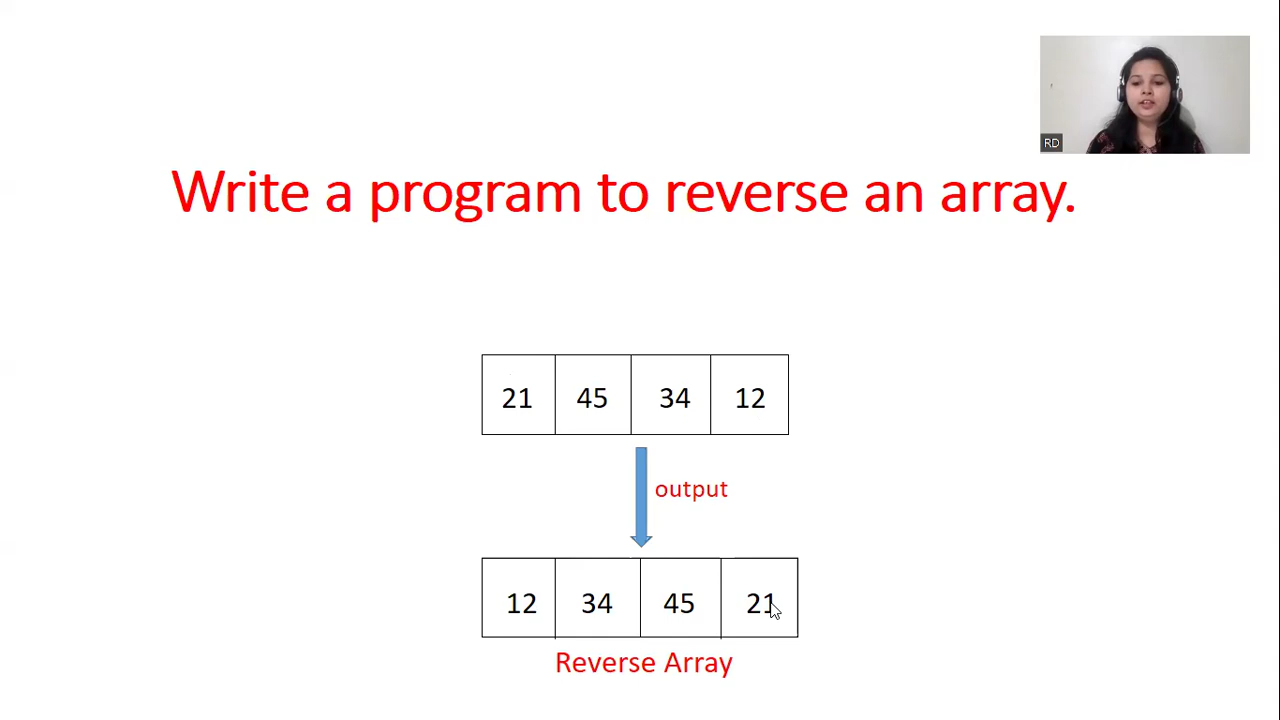 RD
Write a program to reverse an array.
21 45 34 12
output
12 34 45 21
Reverse Array